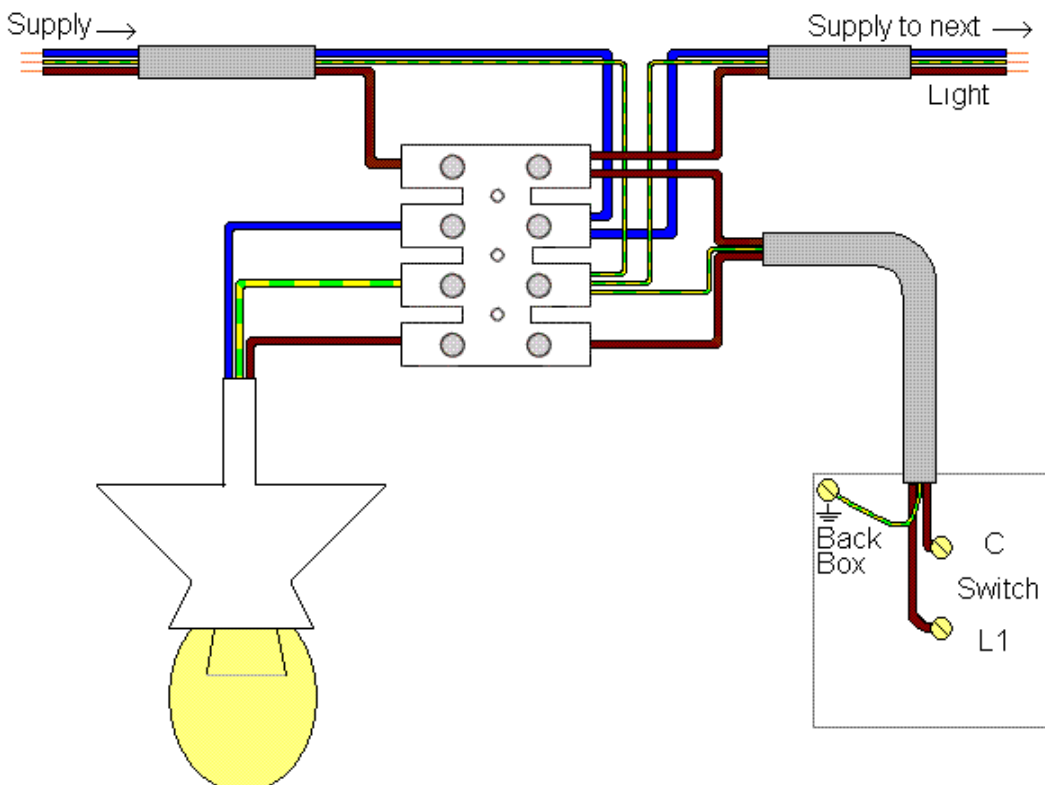 Supply →
Supply to next →
Light
Back
Box
C
Switch
L1